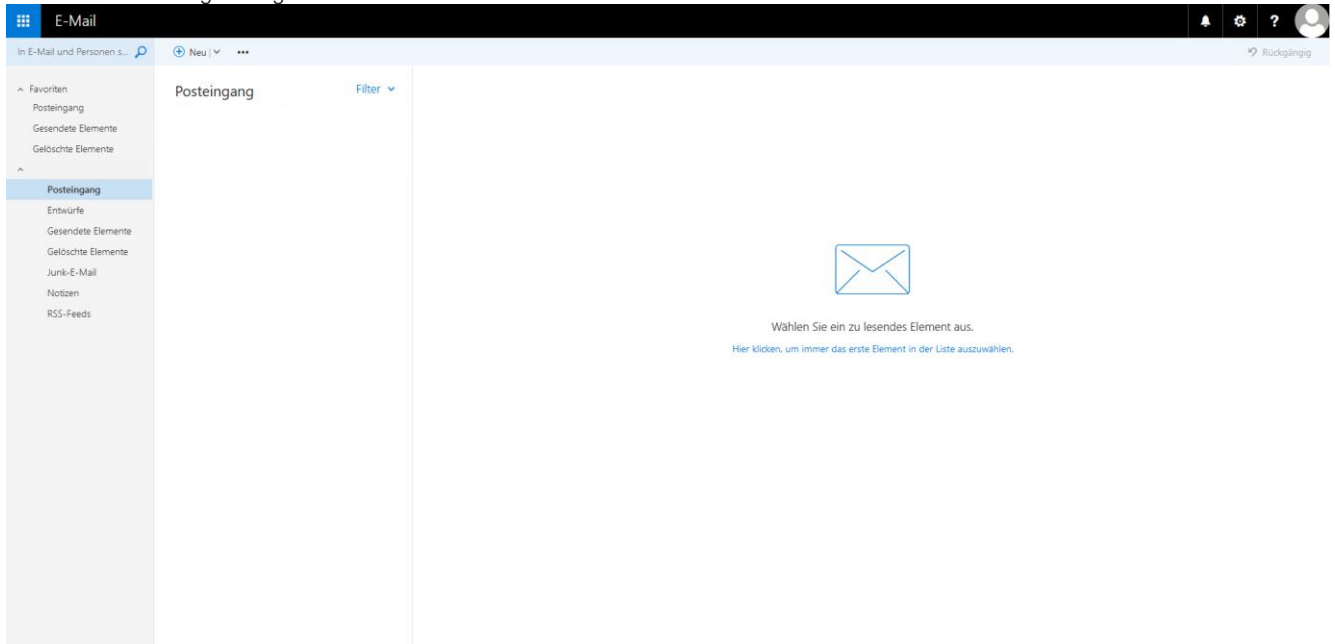 E-Mail
?
In E-Mail und Personen s...
Neu
Rückgängig
Favoriten
Posteingang
Gesendete Elemente
Gelöschte Elemente
Posteingang
Entwürfe
Gesendete Elemente
Gelöschte Elemente
Junk-E-Mail
Notizen
RSS-Feeds
Posteingang
Filter
Wählen Sie ein zu lesendes Element aus.
Hier klicken, um immer das erste Element in der Liste auszuwählen.